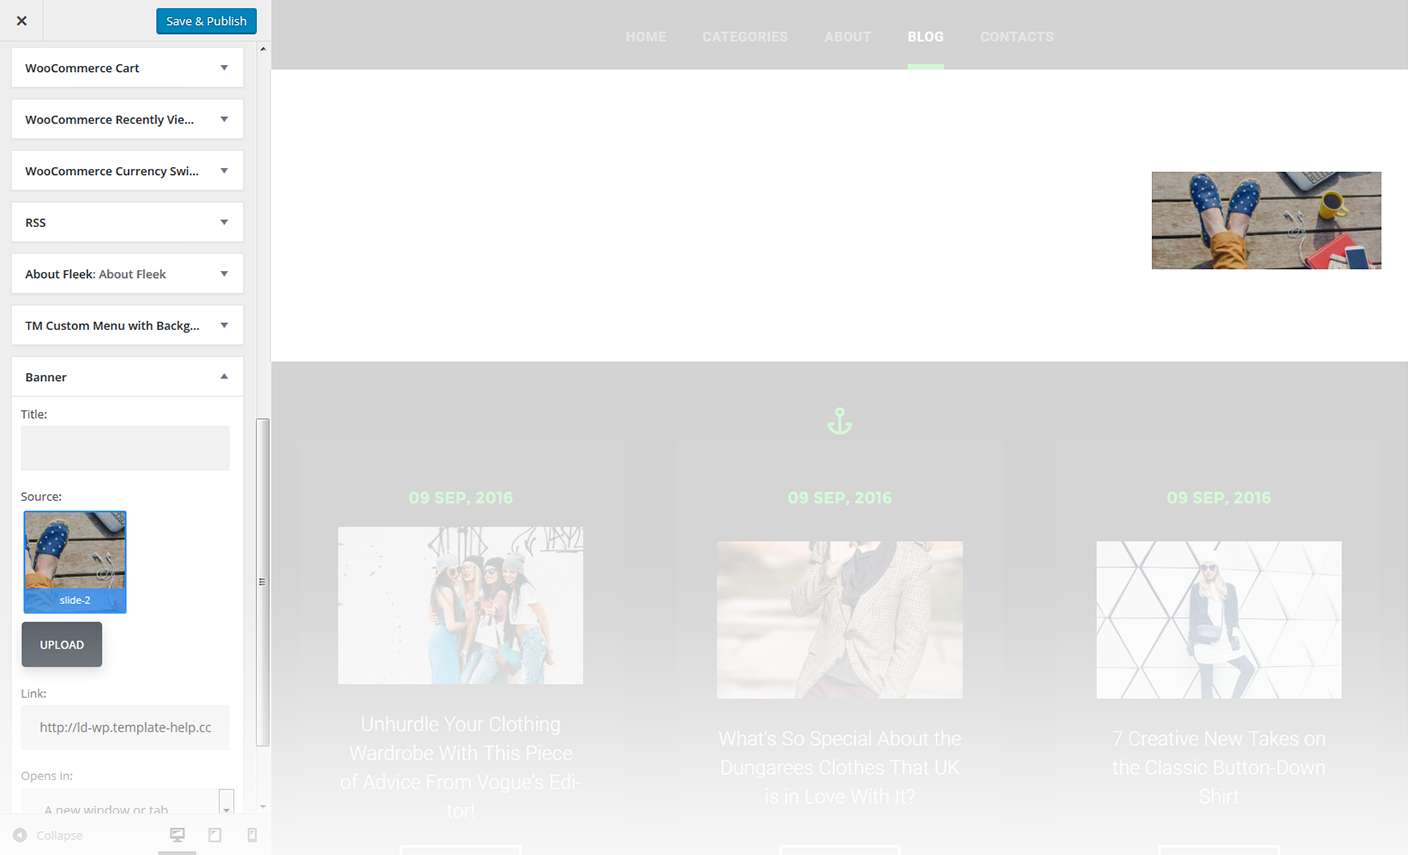 Save & Publish
WooCommerce Cart
WooCommerce Recently Vie...
WooCommerce Currency Swi...
RSS
About Fleek: About Fleek
TM Custom Menu with Backg...
Banner
Title:
Source:
slide-2
UPLOAD
Link:
http://ld-wp.template-help.cc
Opens in:
A new window or tab
Collapse
HOME CATEGORIES ABOUT BLOG CONTACTS
09 SEP, 2016
Unhurdle Your Clothing
Wardrobe With This Piece
of Advice From Vogue's Edi-
tor!
09 SEP, 2016
What's So Special About the
Dungarees Clothes That UK
is in Love With It?
09 SEP, 2016
7 Creative New Takes on
the Classic Button-Down
Shirt